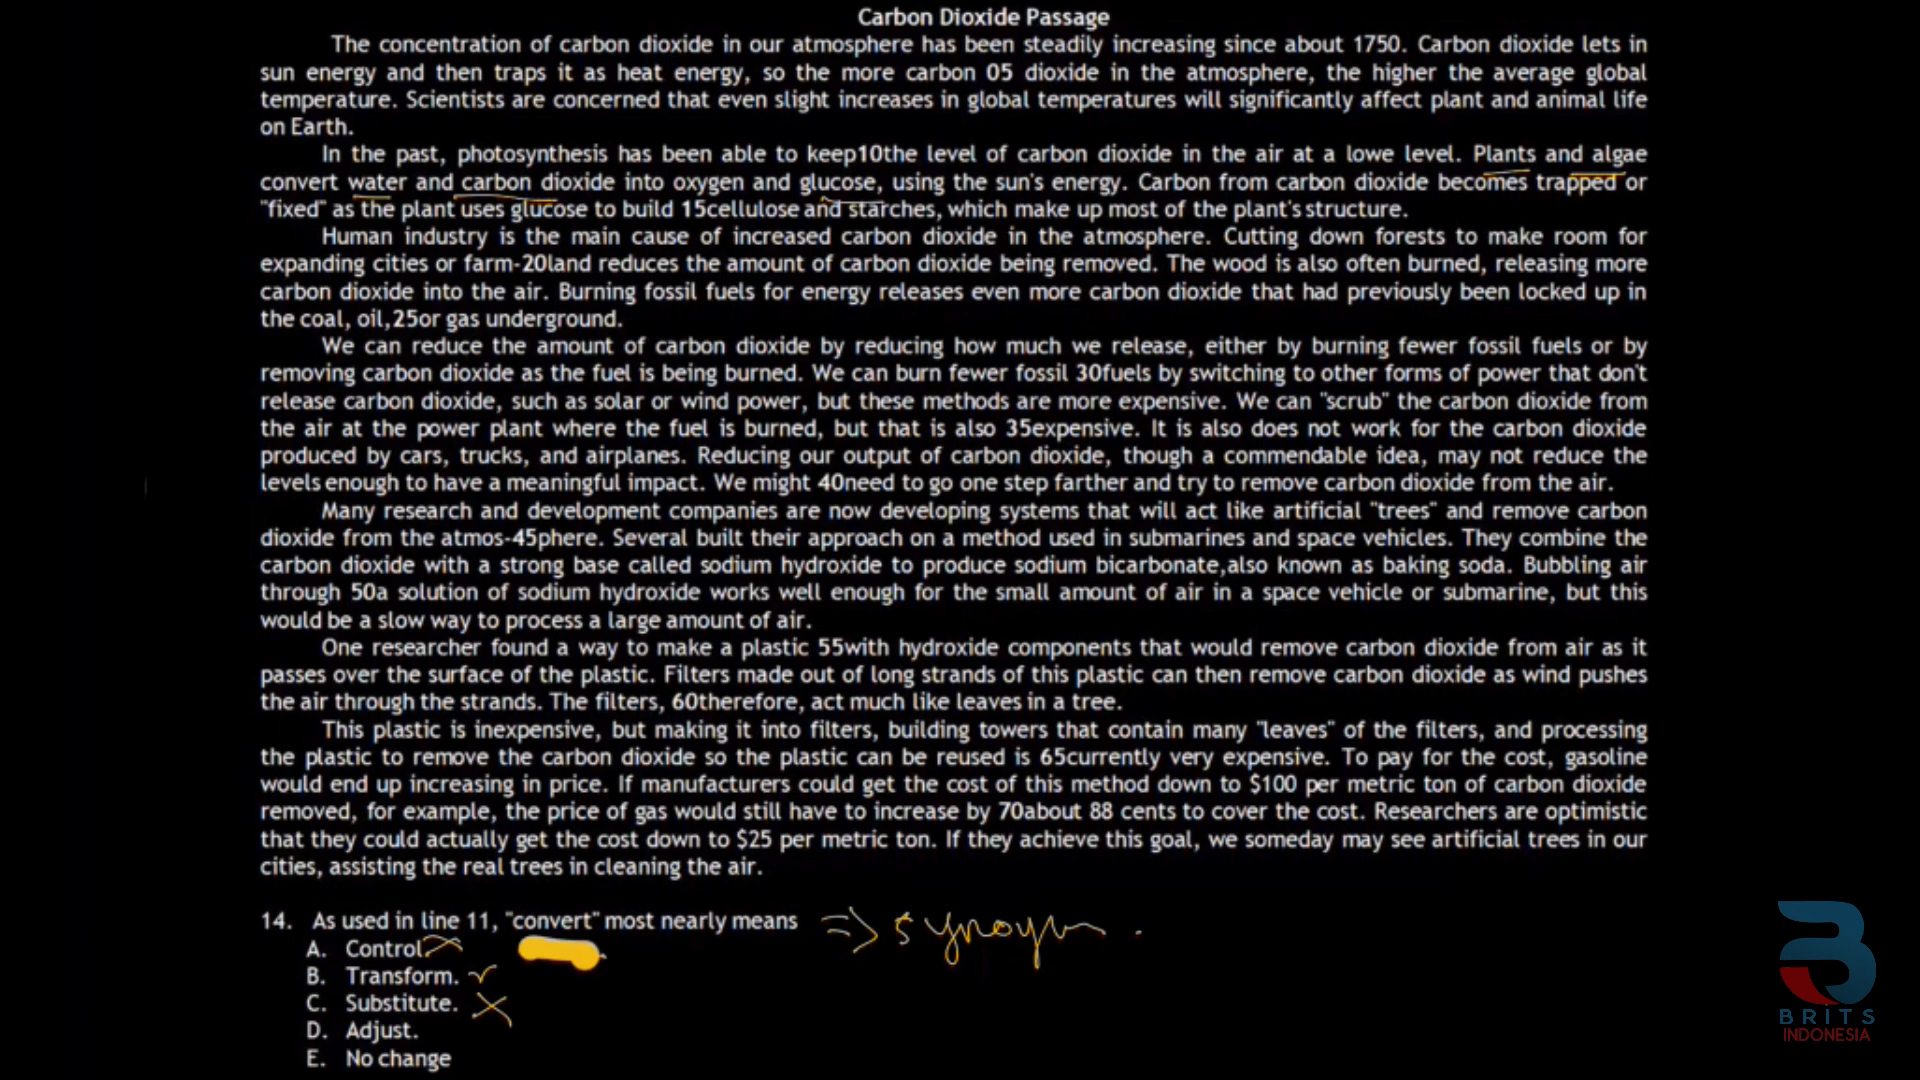 Carbon Dioxide Passage
The concentration of carbon dioxide in our atmosphere has been steadily increasing since about 1750. Carbon dioxide lets in
sun energy and then traps it as heat energy, so the more carbon 05 dioxide in the atmosphere, the higher the average global
temperature. Scientists are concerned that even slight increases in global temperatures will significantly affect plant and animal life
on Earth.
In the past, photosynthesis has been able to keep10the level of carbon dioxide in the air at a lowe level. Plants and algae
convert water and carbon dioxide into oxygen and glucose, using the sun's energy. Carbon from carbon dioxide becomes trapped or
"fixed" as the plant uses glucose to build 15cellulose and starches, which make up most of the plant's structure.
Human industry is the main cause of increased carbon dioxide in the atmosphere. Cutting down forests to make room for
expanding cities or farm-20land reduces the amount of carbon dioxide being removed. The wood is also often burned, releasing more
carbon dioxide into the air. Burning fossil fuels for energy releases even more carbon dioxide that had previously been locked up in
the coal, oil,25or gas underground.
We can reduce the amount of carbon dioxide by reducing how much we release, either by burning fewer fossil fuels or by
removing carbon dioxide as the fuel is being burned. We can burn fewer fossil 30fuels by switching to other forms of power that don't
release carbon dioxide, such as solar or wind power, but these methods are more expensive. We can "scrub" the carbon dioxide from
the air at the power plant where the fuel is burned, but that is also 35expensive. It is also does not work for the carbon dioxide
produced by cars, trucks, and airplanes. Reducing our output of carbon dioxide, though a commendable idea, may not reduce the
levels enough to have a meaningful impact. We might 40need to go one step farther and try to remove carbon dioxide from the air.
Many research and development companies are now developing systems that will act like artificial "trees" and remove carbon
dioxide from the atmos-45phere. Several built their approach on a method used in submarines and space vehicles. They combine the
carbon dioxide with a strong base called sodium hydroxide to produce sodium bicarbonate,also known as baking soda. Bubbling air
through 50a solution of sodium hydroxide works well enough for the small amount of air in a space vehicle or submarine, but this
would be a slow way to process a large amount of air.
One researcher found a way to make a plastic 55with hydroxide components that would remove carbon dioxide from air as it
passes over the surface of the plastic. Filters made out of long strands of this plastic can then remove carbon dioxide as wind pushes
the air through the strands. The filters, 60therefore, act much like leaves in a tree.
This plastic is inexpensive, but making it into filters, building towers that contain many "leaves" of the filters, and processing
the plastic to remove the carbon dioxide so the plastic can be reused is 65currently very expensive. To pay for the cost, gasoline
would end up increasing in price. If manufacturers could get the cost of this method down to $100 per metric ton of carbon dioxide
removed, for example, the price of gas would still have to increase by 70about 88 cents to cover the cost. Researchers are optimistic
that they could actually get the cost down to $25 per metric ton. If they achieve this goal, we someday may see artificial trees in our
cities, assisting the real trees in cleaning the air.
14. As used in line 11, "convert" most nearly means
A. Control
B. Transform.
C. Substitute.
D. Adjust.
E. No change
BRITS
INDONESIA